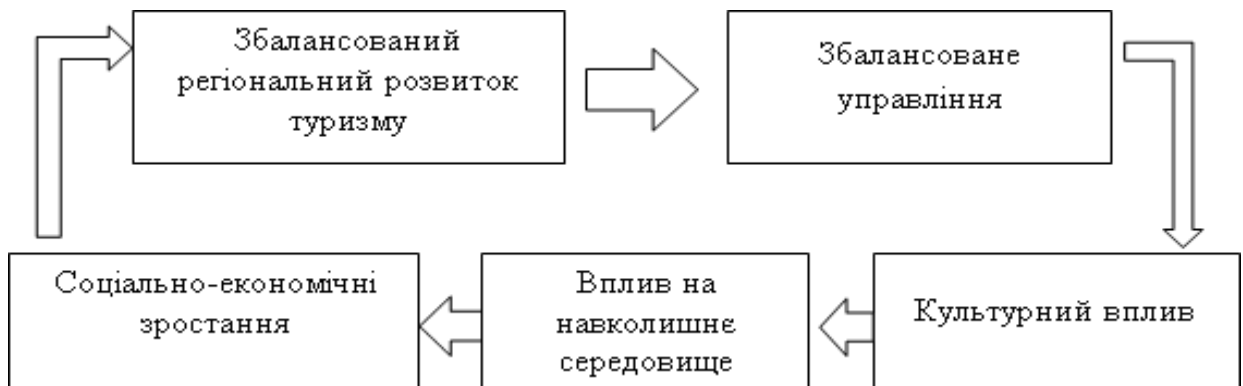 Збалансований
регіональний розвиток
туризму
Збалансоване
управління
Соціально-економічні
зростання
Вплив на
навколишнє
середовище
Культурний вплив